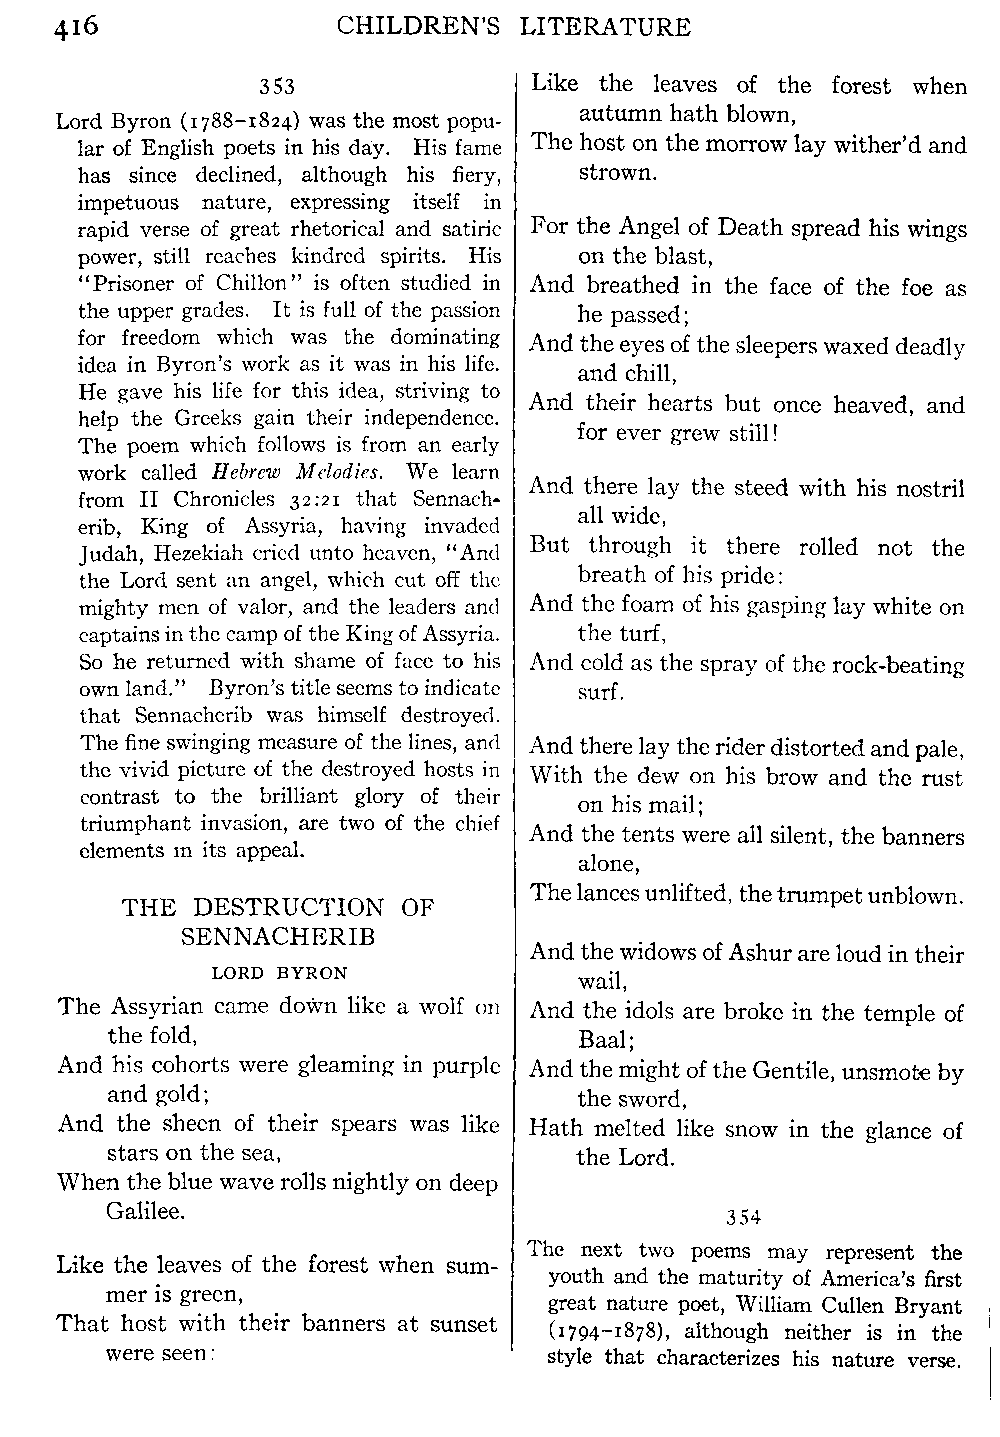 416 CHILDREN'S LITERATURE
353
Lord Byron (1788–1824) was the most popu-
lar of English poets in his day. His fame
has since declined, although his fiery,
impetuous nature, expressing itself in
rapid verse of great rhetorical and satiric
power, still reaches kindred spirits. His
"Prisoner of Chillon" is often studied in
the upper grades. It is full of the passion
for freedom which was the dominating
idea in Byron's work as it was in his life.
He gave his life for this idea, striving to
help the Greeks gain their independence.
The poem which follows is from an early
work called Hebrew Melodies. We learn
from II Chronicles 32:21 that Sennach-
erib, King of Assyria, having invaded
Judah, Hezekiah cried unto heaven, "And
the Lord sent an angel, which cut off the
mighty men of valor, and the leaders and
captains in the camp of the King of Assyria.
So he returned with shame of face to his
own land." Byron's title seems to indicate
that Sennacherib was himself destroyed.
The fine swinging measure of the lines, and
the vivid picture of the destroyed hosts in
contrast to the brilliant glory of their
triumphant invasion, are two of the chief
elements in its appeal.
THE DESTRUCTION OF
SENNACHERIB
LORD BYRON
The Assyrian came down like a wolf on
the fold,
And his cohorts were gleaming in purple
and gold;
And the sheen of their spears was like
stars on the sea,
When the blue wave rolls nightly on deep
Galilee.
Like the leaves of the forest when sum-
mer is green,
That host with their banners at sunset
were seen:
Like the leaves of the forest when
autumn hath blown,
The host on the morrow lay wither'd and
strown.
For the Angel of Death spread his wings
on the blast,
And breathed in the face of the foe as
he passed;
And the eyes of the sleepers waxed deadly
and chill,
And their hearts but once heaved, and
for ever grew still!
And there lay the steed with his nostril
all wide,
But through it there rolled not the
breath of his pride:
And the foam of his gasping lay white on
the turf,
And cold as the spray of the rock-beating
surf.
And there lay the rider distorted and pale,
With the dew on his brow and the rust
on his mail;
And the tents were all silent, the banners
alone,
The lances unlifted, the trumpet unblown.
And the widows of Ashur are loud in their
wail,
And the idols are broke in the temple of
Baal;
And the might of the Gentile, unsmote by
the sword,
Hath melted like snow in the glance of
the Lord.
354
The next two poems may represent the
youth and the maturity of America's first
great nature poet, William Cullen Bryant
(1794–1878), although neither is in the
style that characterizes his nature verse.